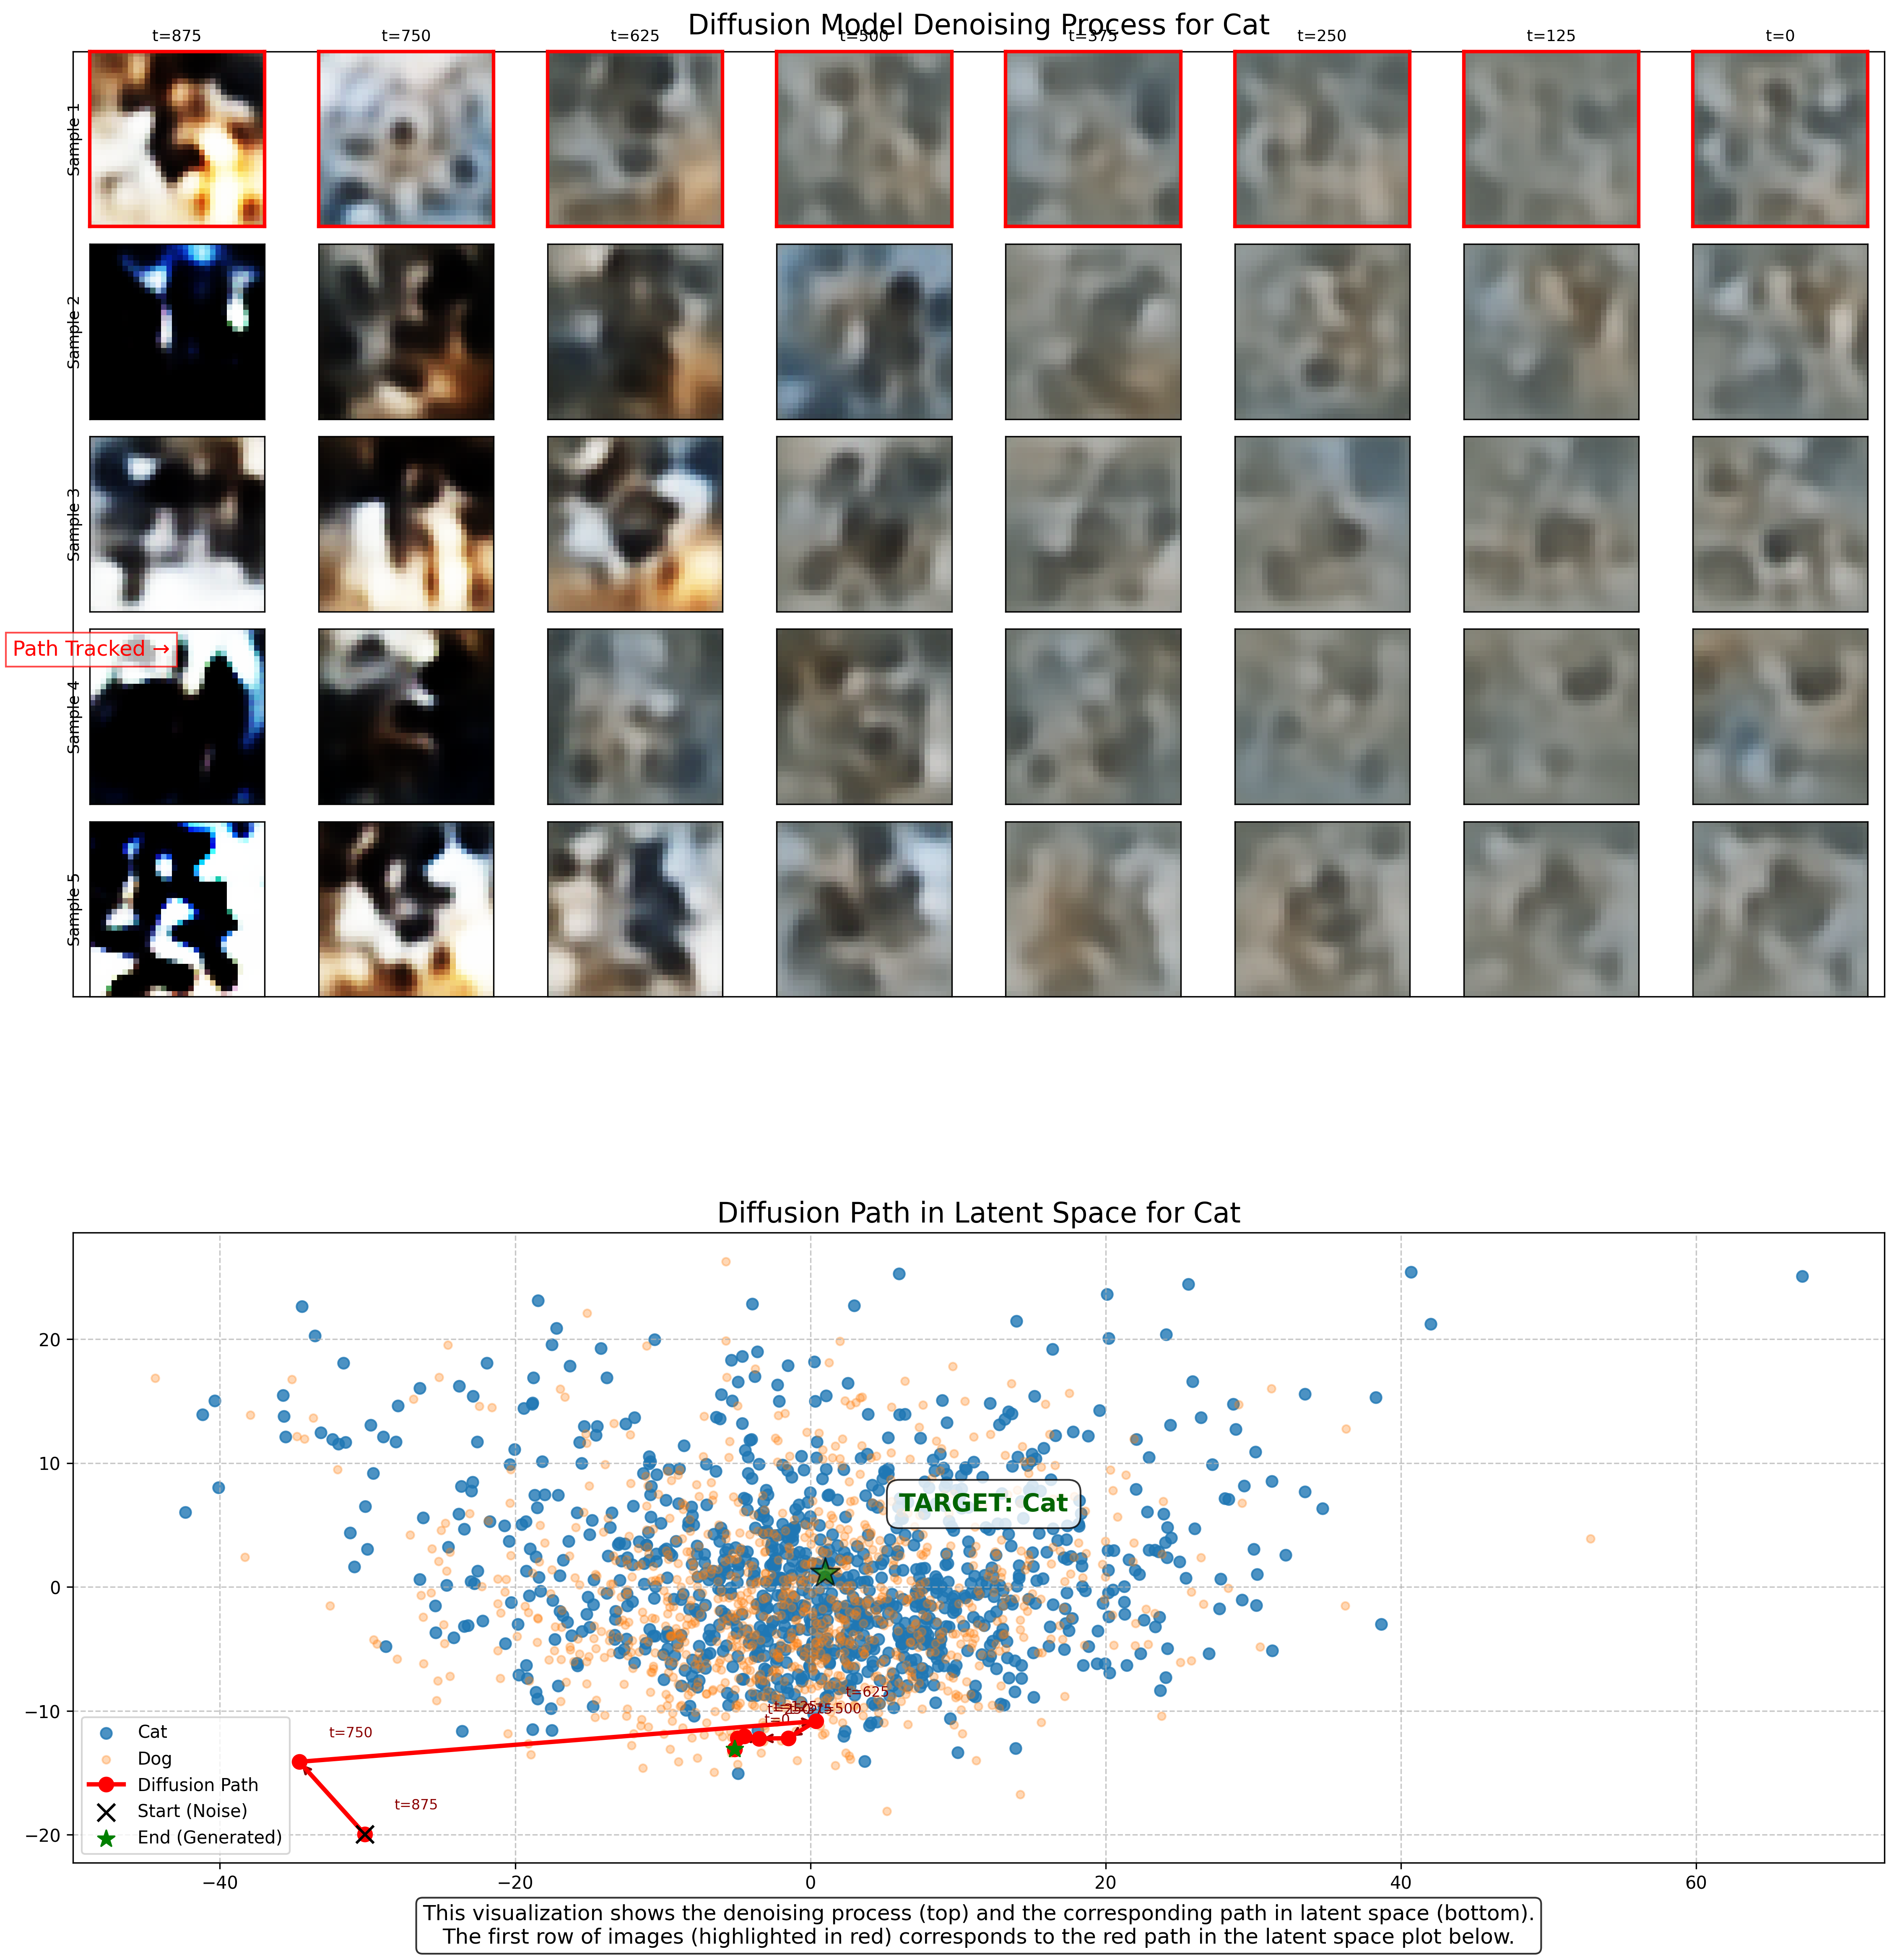 Diffusion Model Denoising Process for Cat
t=875
t=750
t=625
t=500
t=375
t=250
t=125
t=0
Sample 1
Sample 2
Sample 3
Path Tracked →
Sample 4
Sample 5
Diffusion Path in Latent Space for Cat
20
10
0
−10
−20
TARGET: Cat
t=625
t=500
t=0
t=750
t=875
Cat
Dog
Diffusion Path
Start (Noise)
End (Generated)
−40
−20
0
20
40
60
This visualization shows the denoising process (top) and the corresponding path in latent space (bottom).
The first row of images (highlighted in red) corresponds to the red path in the latent space plot below.